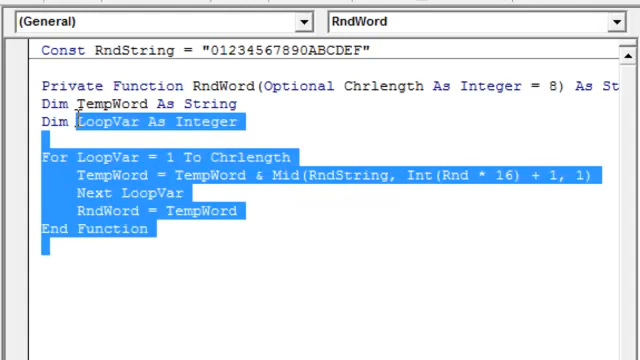 (General)
RndWord
Const RndString = "01234567890ABCDEF"
Private Function RndWord(Optional Chrlength As Integer = 8) As St
Dim TempWord As String
Dim LoopVar As Integer
For LoopVar = 1 To Chrlength
TempWord = TempWord & Mid(RndString, Int(Rnd * 16) + 1, 1)
Next LoopVar
RndWord = TempWord
End Function